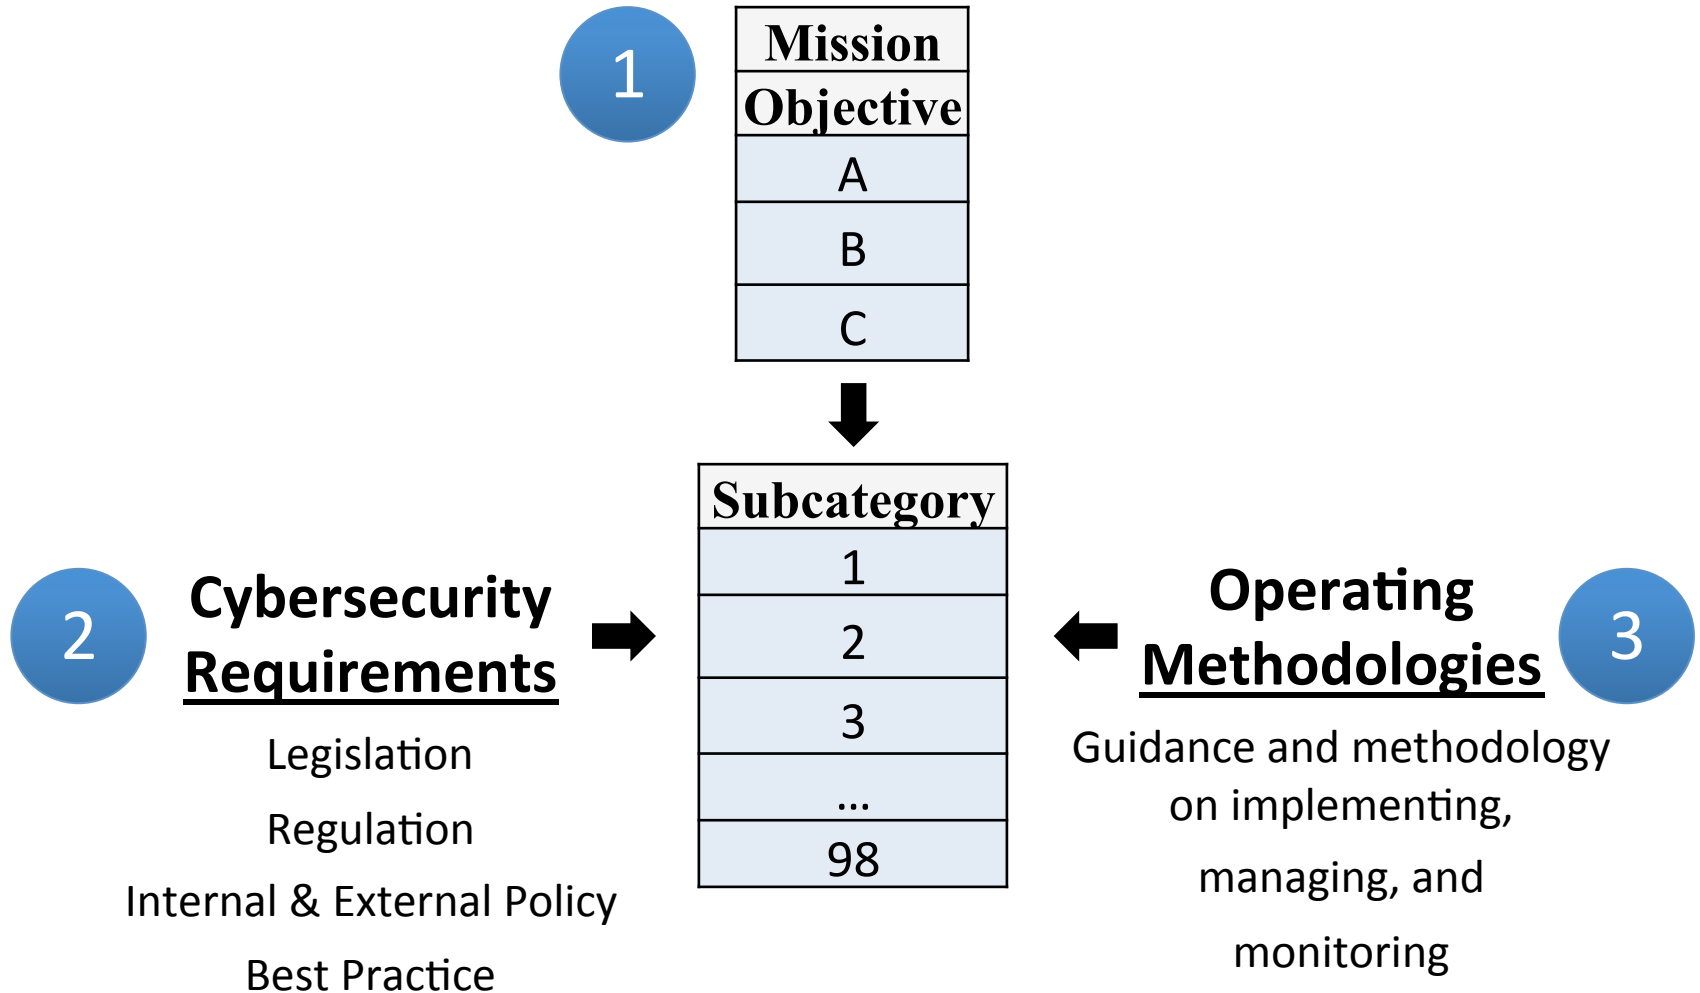 1
Mission
Objective
A
B
C
Subcategory
1
2
3
...
98
2
Cybersecurity
Requirements
Legislation
Regulation
Internal & External Policy
Best Practice
Operating
Methodologies
3
Guidance and methodology
on implementing,
managing, and
monitoring